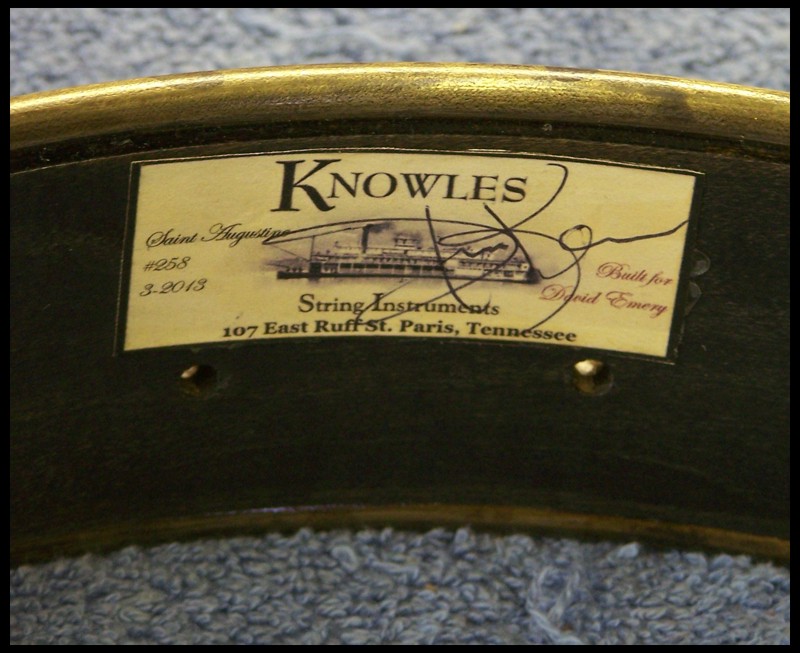 KNOWLES
Saint Augustine
#258
3-2013
Built for
David Emery
String Instruments
107 East Ruff St. Paris, Tennessee